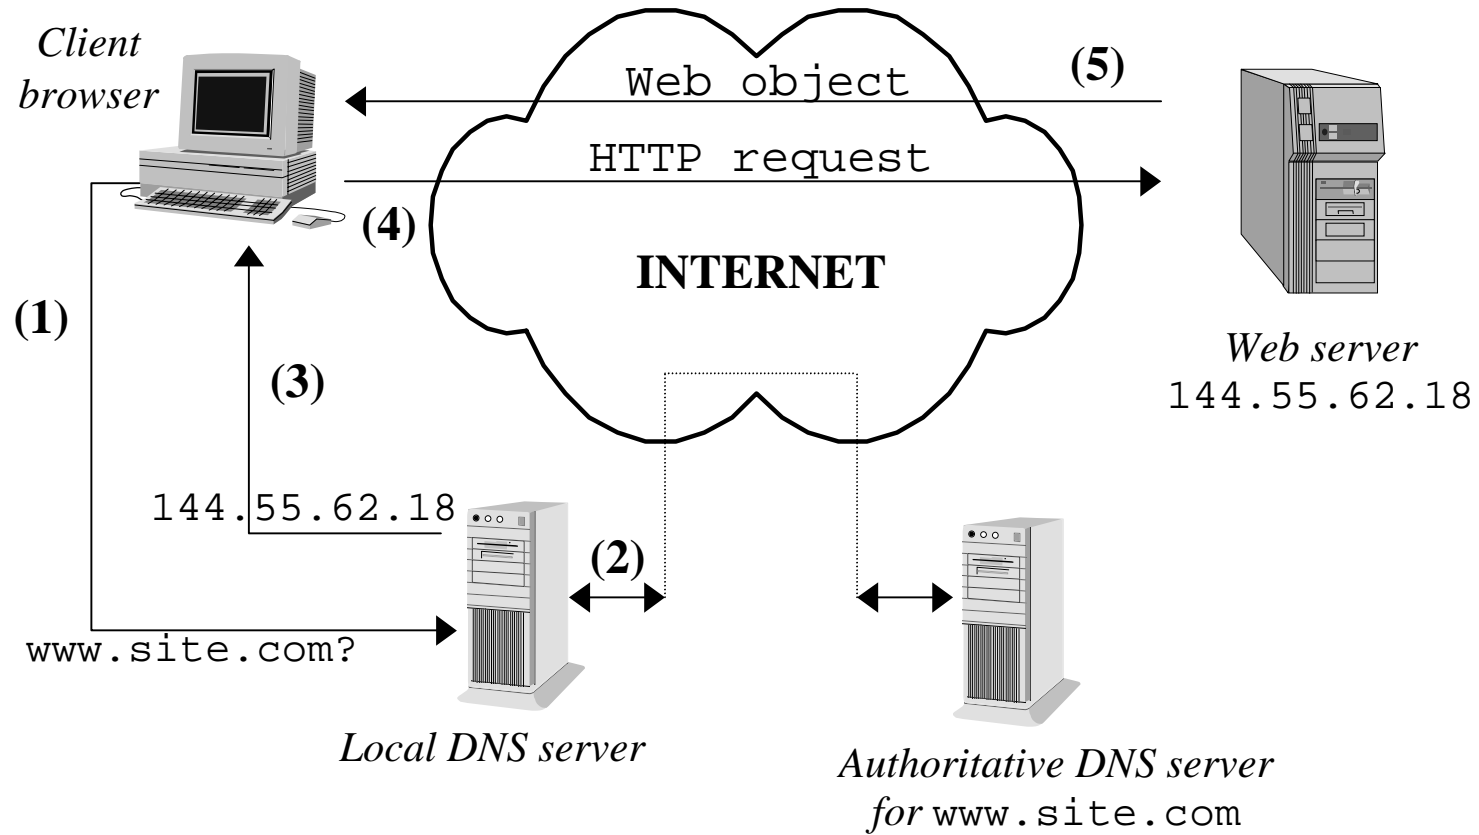 Client
browser
Web object
(5)
HTTP request
(4)
INTERNET
(1)
(3)
Web server
144.55.62.18
144.55.62.18
(2)
www.site.com?
Local DNS server
Authoritative DNS server
for www.site.com